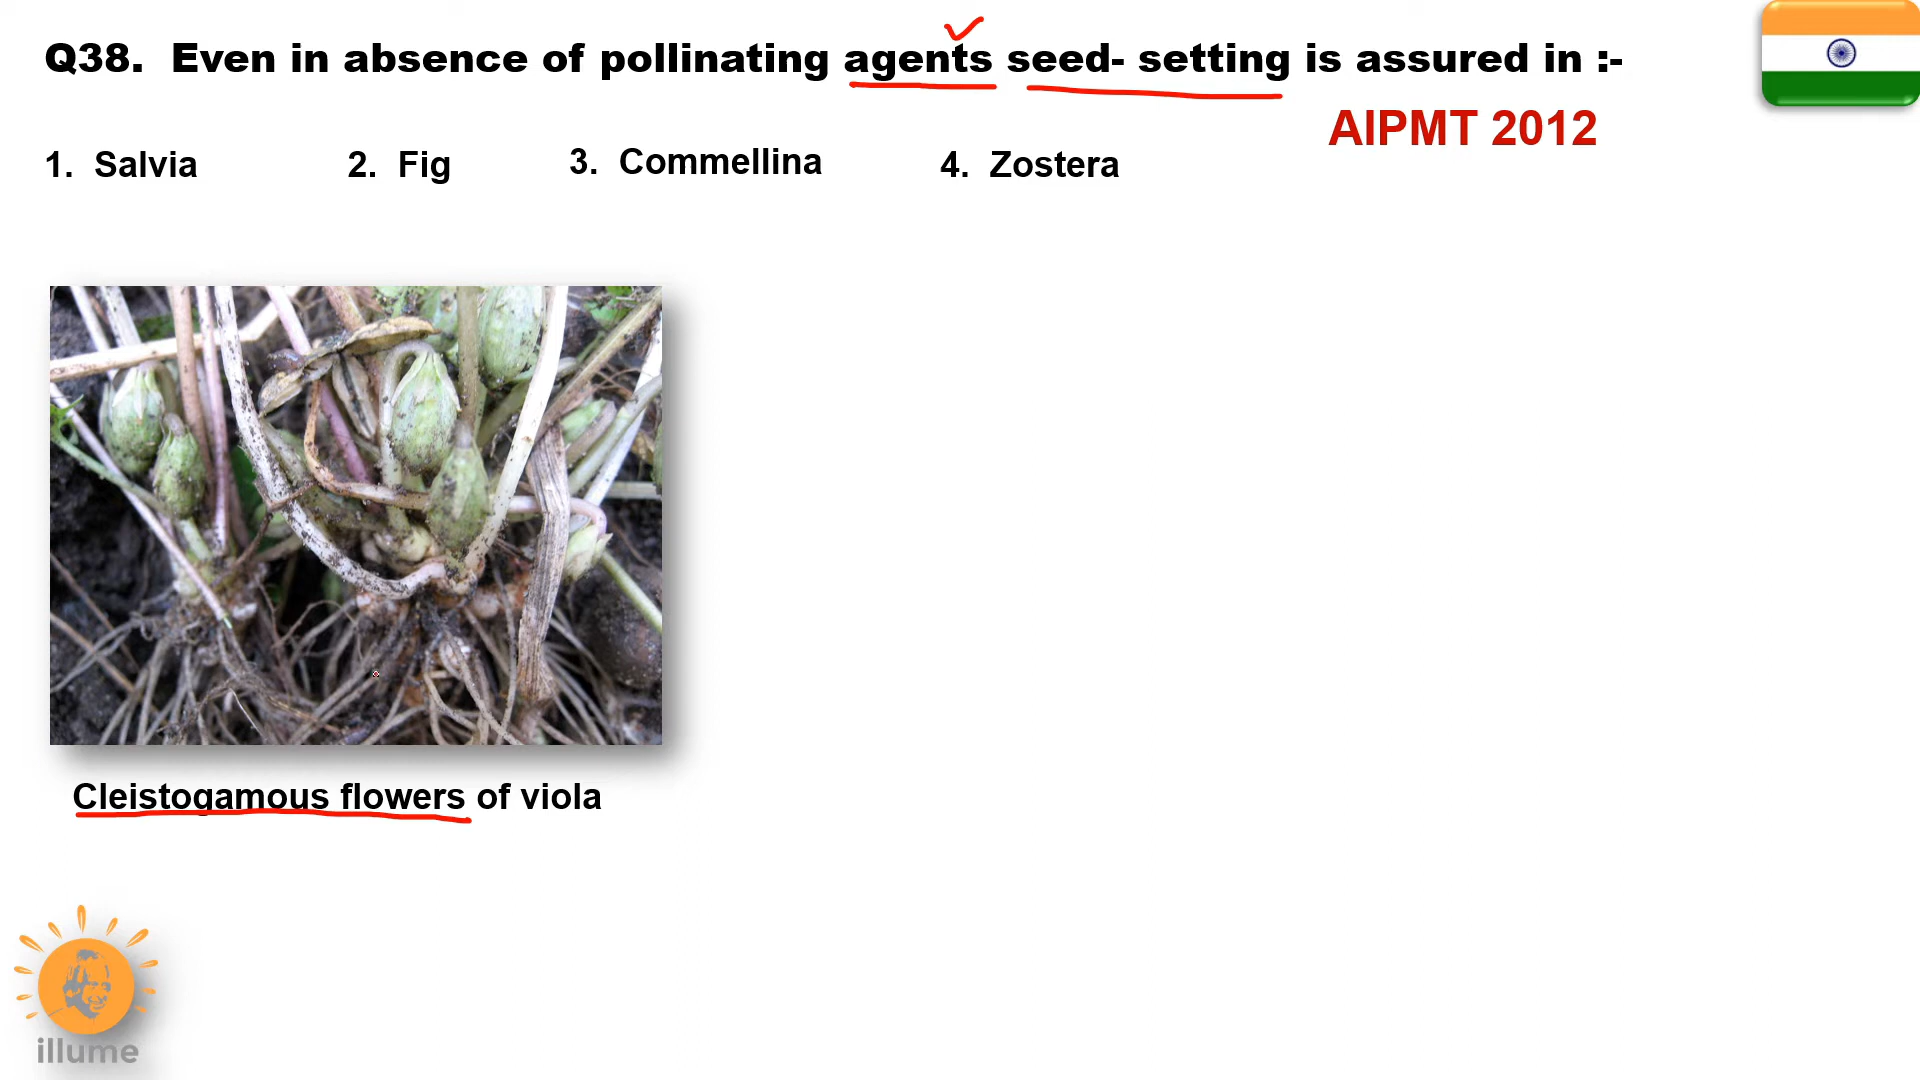 Q38. Even in absence of pollinating agents seed- setting is assured in :-
AIPMT 2012
1. Salvia 2. Fig 3. Commellina 4. Zostera
Cleistogamous flowers of viola
illume